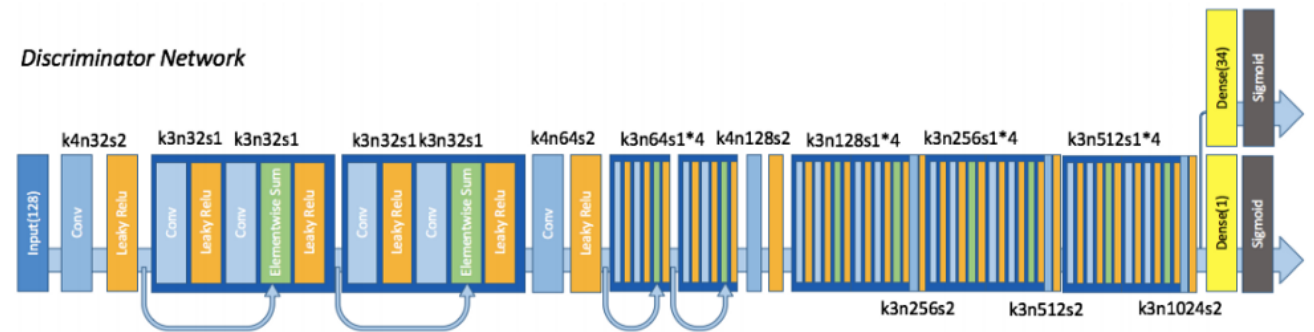 Discriminator Network
Dense(34)
Sigmoid
k4n32s2
k3n32s1
k3n32s1
k3n32s1 k3n32s1
k4n64s2
k3n64s1*4
k4n128s2
k3n128s1*4
k3n256s1*4
k3n512s1*4
Input(128)
Conv
Leaky Relu
Conv
Leaky Relu
Conv
Elementwise Sum
Leaky Relu
Conv
Leaky Relu
Conv
Elementwise Sum
Leaky Relu
Conv
Leaky Relu
Dense(1)
Sigmoid
k3n256s2
k3n512s2
k3n1024s2